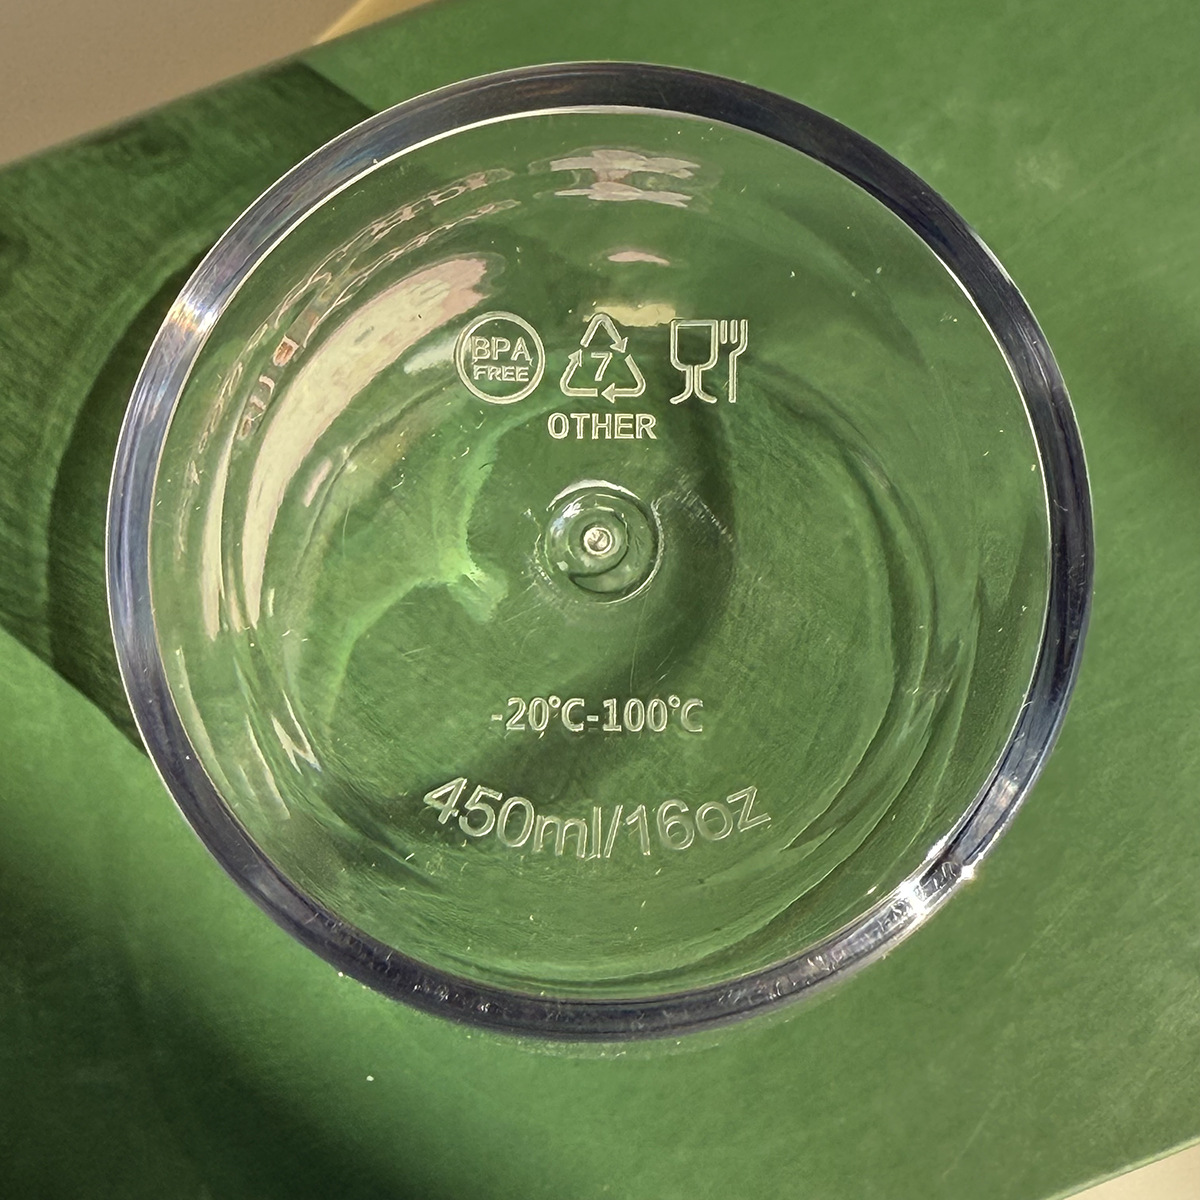 BPA
FREE
7
OTHER
-20°C-100°C
450ml/16oz